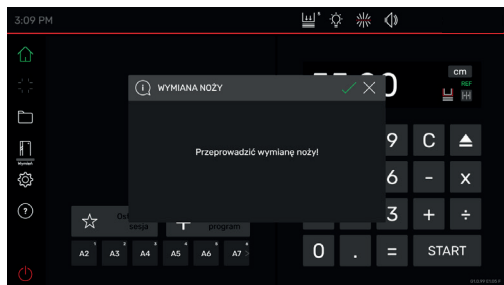 3:09 PM
cm
REF
WYMIANA NOŻY
Przeprowadzić wymianę noży!
9 C
6 - x
3 + ÷
0 . = START
sesja
program
A2 A3 A4 A5 A6 A7 >
Wymień
?